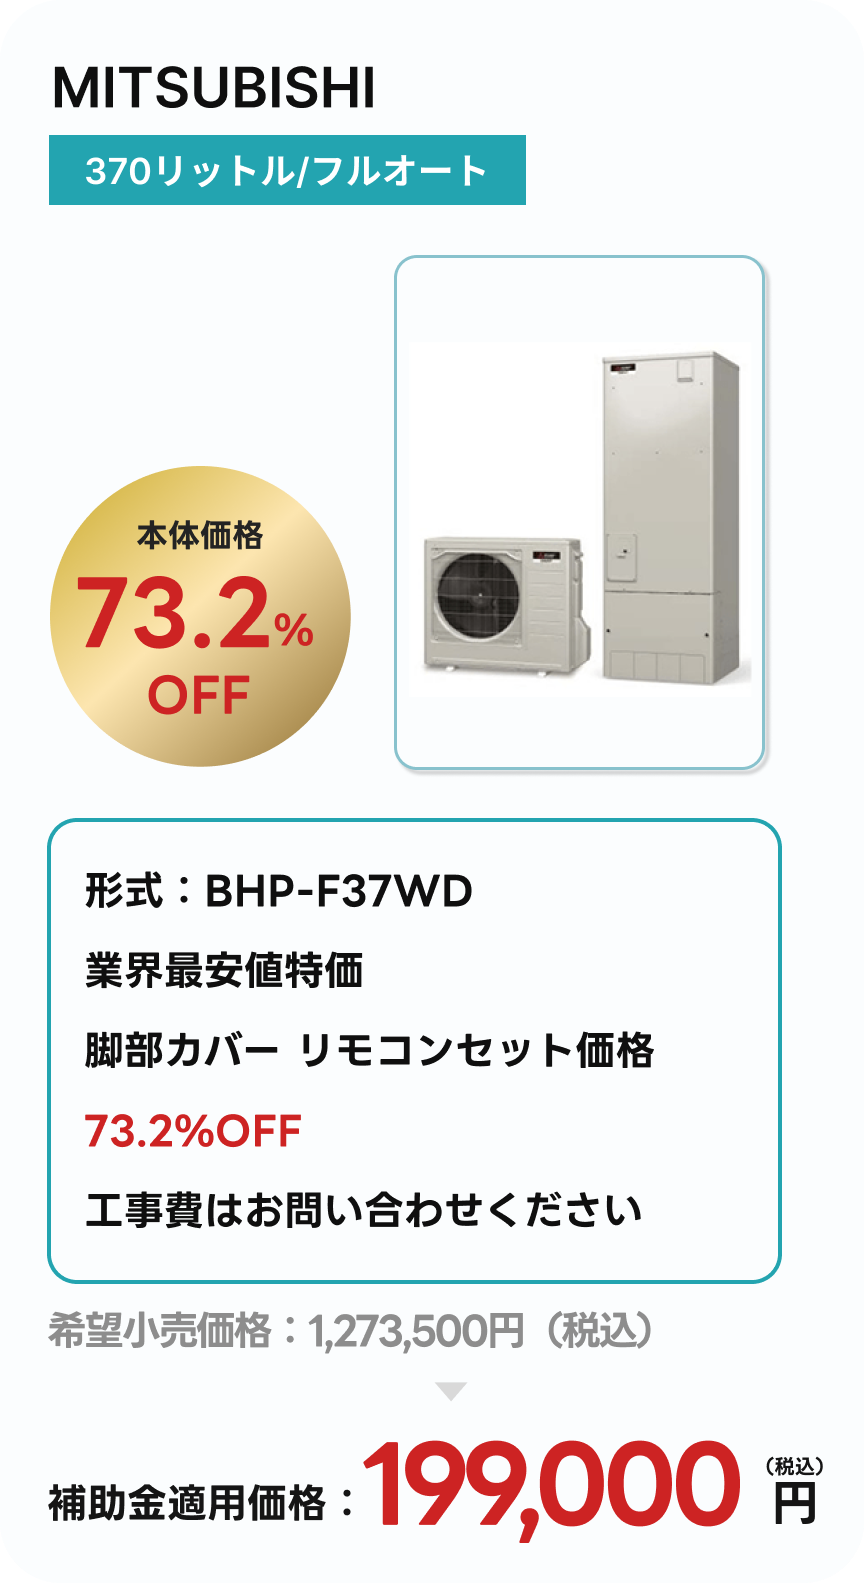 MITSUBISHI
370リットル/フルオート
本体価格
73.2%
OFF
形式：BHP-F37WD
業界最安値特価
脚部カバー リモコンセット価格
73.2%OFF
工事費はお問い合わせください
希望小売価格：1,273,500円（税込）
補助金適用価格：199,000円（税込）